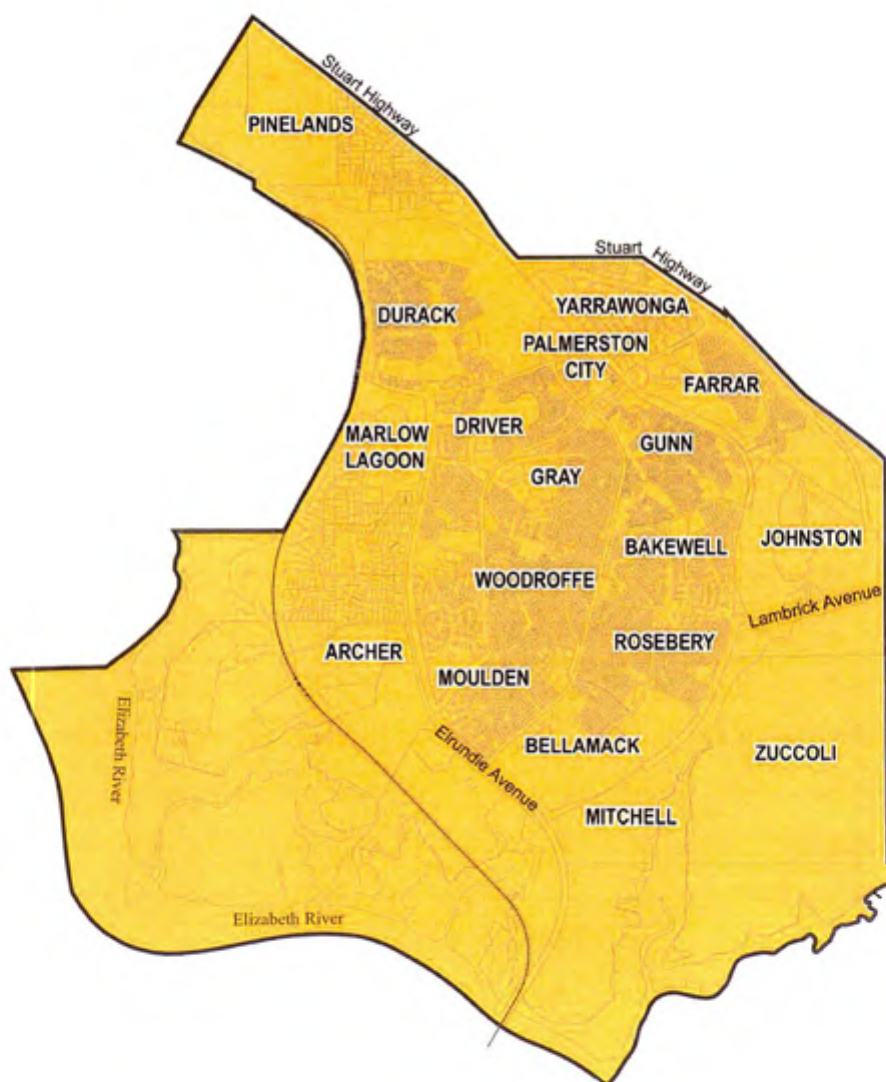 Stuart Highway
PINELANDS
Stuart Highway
DURACK
YARRAWONGA
PALMERSTON
CITY
FARRAR
DRIVER
MARLOW
LAGOON
GUNN
GRAY
JOHNSTON
BAKEWELL
WOODROFFE
Lambrick Avenue
ROSEBERY
ARCHER
MOULDEN
Elizabeth River
Elrundie Avenue
BELLAMACK
ZUCCOLI
MITCHELL
Elizabeth River